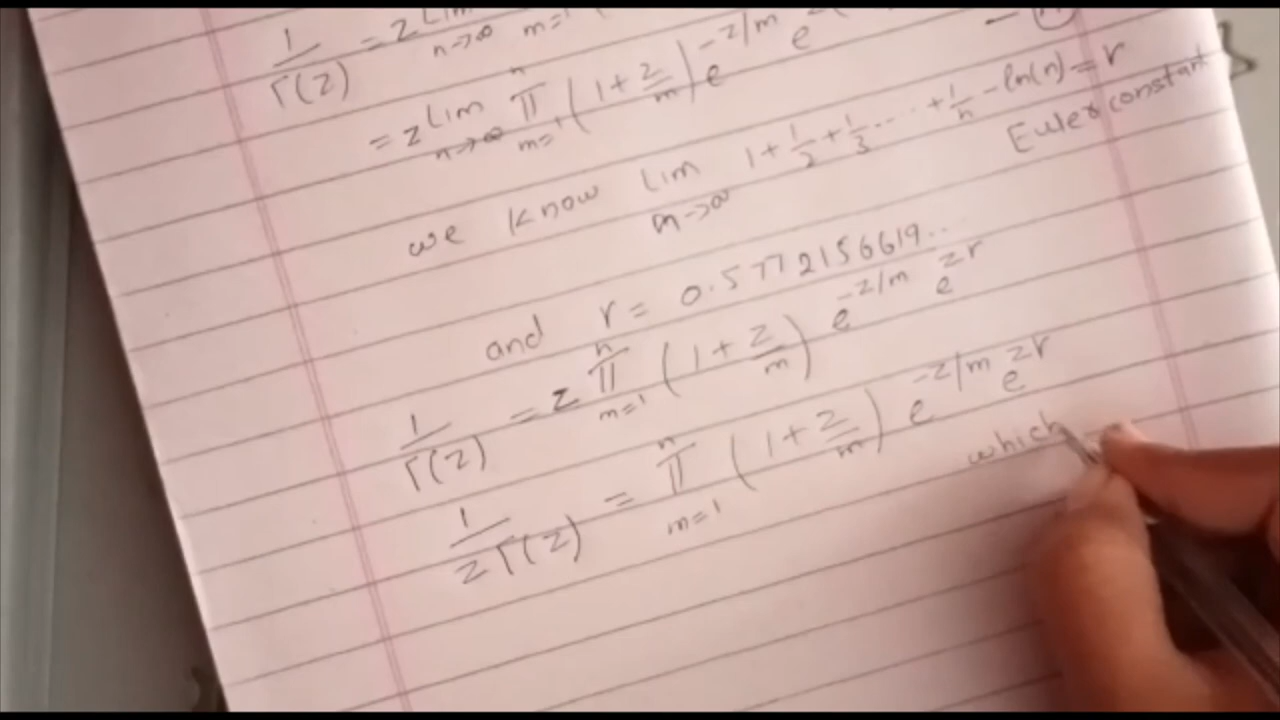 1/Γ(z) = z Lim n→∞ m=1
= z Lim n→∞ n π m=1 (1 + z/m) e^-z/m e
we know Lim n→∞ 1 + 1/2 + 1/3 ... + 1/n - ln(n) = r
Euler constant
and r = 0.5772156619..
1/Γ(z) = z n π m=1 (1 + z/m) e^-z/m e^zr
1/zΓ(z) = n π m=1 (1 + z/m) e^-z/m e^zr
which